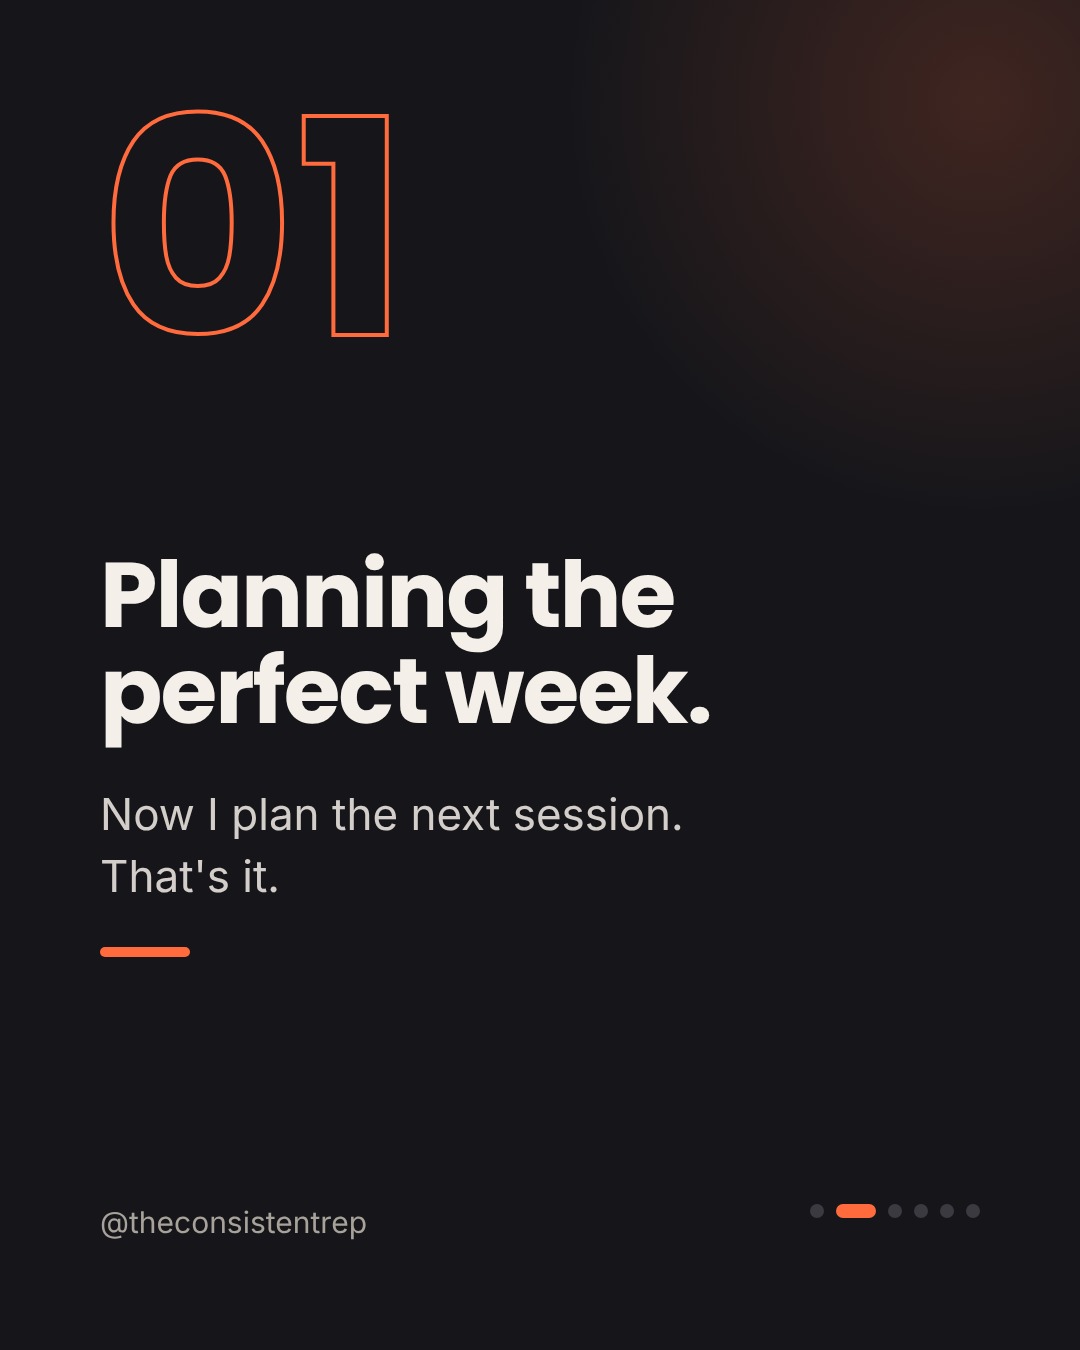 01
Planning the
perfect week.
Now I plan the next session.
That's it.
@theconsistentrep